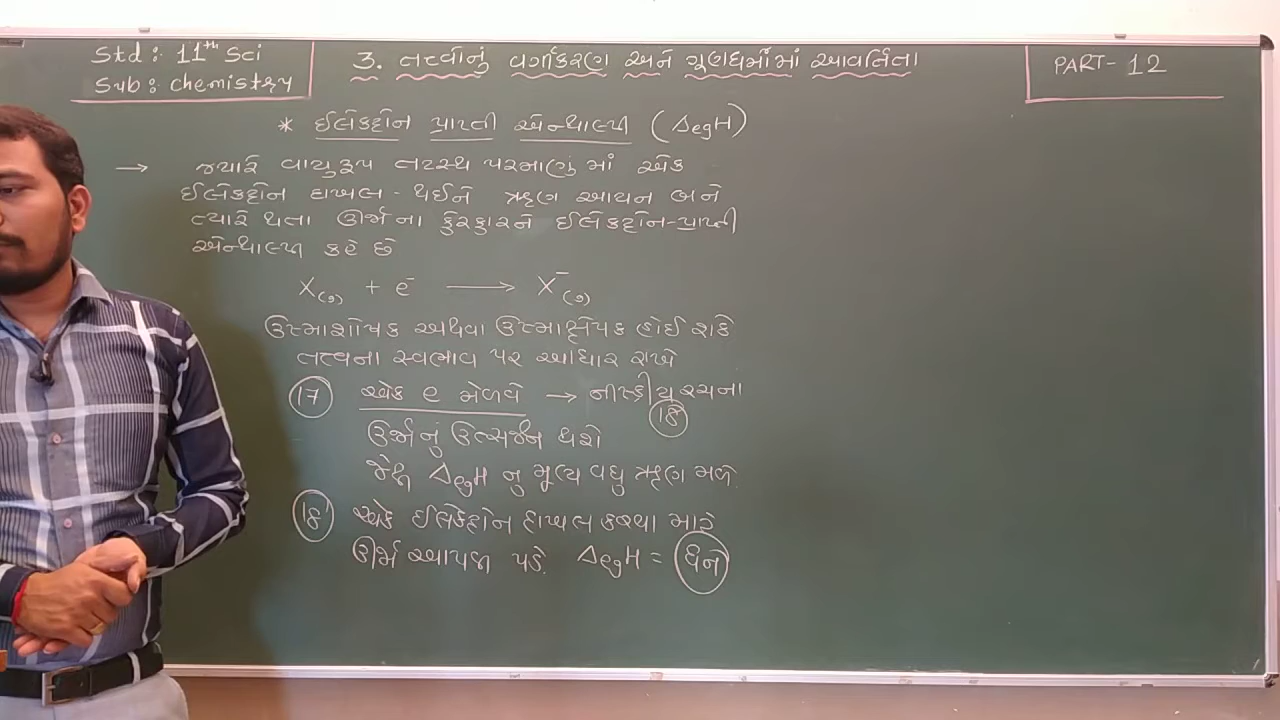 Std : 11th Sci
Sub : chemistry
3. તત્ત્વોનું વર્ગીકરણ અને ગુણધર્મોમાં આવર્તિતા
PART - 12
* ઈલેક્ટ્રોન પ્રાપ્તી એન્થાલ્પી (ΔegH)
→ જ્યારે વાયુરૂપ તટસ્થ પરમાણું માં એક
ઈલેક્ટ્રોન દાખલ - થઈને ઋણ આયન બને
ત્યારે થતા ઊર્જાના ફેરફારને ઈલેક્ટ્રોન-પ્રાપ્તી
એન્થાલ્પી કહે છે
X(g) + e⁻ ⟶ X⁻(g)
ઉષ્માશોષક અથવા ઉષ્માક્ષેપક હોઈ શકે
તત્વના સ્વભાવ પર આધાર રાખે
17 એક e મેળવે → નીષ્ક્રીય રચના
18
ઊર્જાનું ઉત્સર્જન થશે
જેથી ΔegH નુ મૂલ્ય વધુ ઋણ મળે.
18 એક ઈલેક્ટ્રોન દાખલ કરવા માટે
ઊર્જા આપવી પડે. ΔegH = ધન